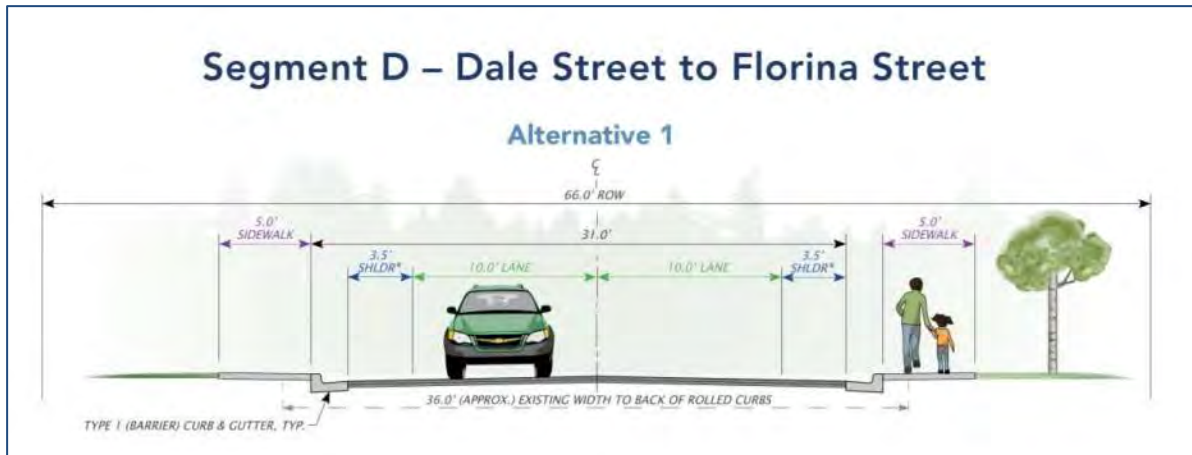 Segment D – Dale Street to Florina Street
Alternative 1
℄
66.0' ROW
5.0'
SIDEWALK
31.0'
5.0'
SIDEWALK
3.5'
SHLDR*
10.0' LANE
10.0' LANE
3.5'
SHLDR*
36.0' (APPROX.) EXISTING WIDTH TO BACK OF ROLLED CURBS
TYPE 1 (BARRIER) CURB & GUTTER, TYP.